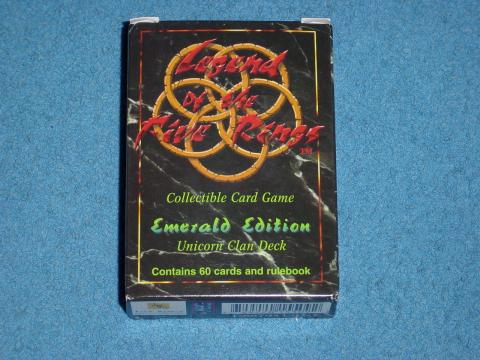 Legend
of the
Five Rings
TM
Collectible Card Game
Emerald Edition
Unicorn Clan Deck
Contains 60 cards and rulebook